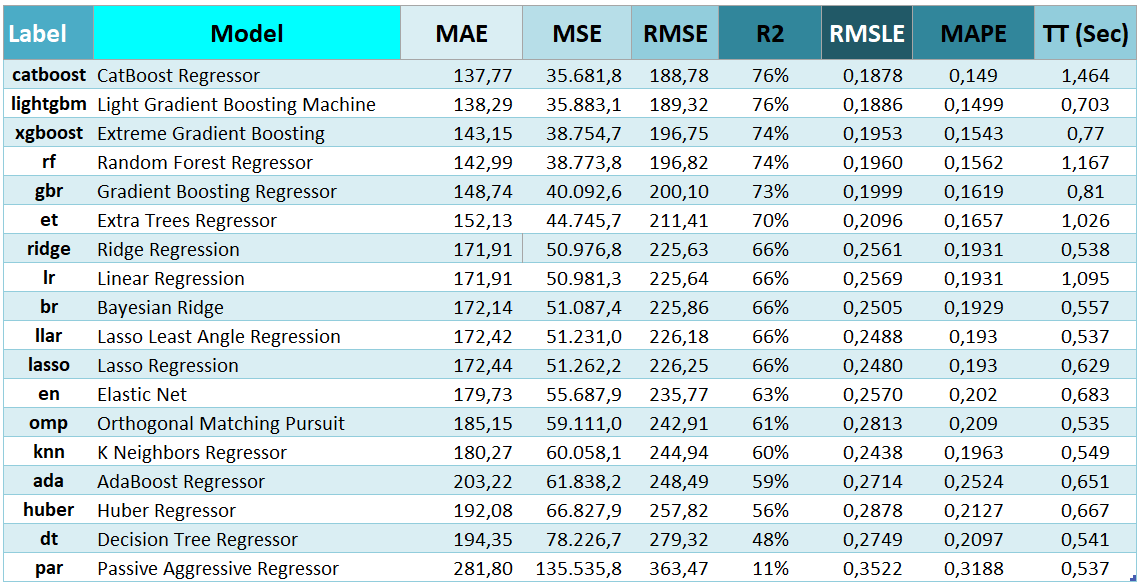 Label Model MAE MSE RMSE R2 RMSLE MAPE TT (Sec)
catboost CatBoost Regressor 137,77 35.681,8 188,78 76% 0,1878 0,149 1,464
lightgbm Light Gradient Boosting Machine 138,29 35.883,1 189,32 76% 0,1886 0,1499 0,703
xgboost Extreme Gradient Boosting 143,15 38.754,7 196,75 74% 0,1953 0,1543 0,77
rf Random Forest Regressor 142,99 38.773,8 196,82 74% 0,1960 0,1562 1,167
gbr Gradient Boosting Regressor 148,74 40.092,6 200,10 73% 0,1999 0,1619 0,81
et Extra Trees Regressor 152,13 44.745,7 211,41 70% 0,2096 0,1657 1,026
ridge Ridge Regression 171,91 50.976,8 225,63 66% 0,2561 0,1931 0,538
lr Linear Regression 171,91 50.981,3 225,64 66% 0,2569 0,1931 1,095
br Bayesian Ridge 172,14 51.087,4 225,86 66% 0,2505 0,1929 0,557
llar Lasso Least Angle Regression 172,42 51.231,0 226,18 66% 0,2488 0,193 0,537
lasso Lasso Regression 172,44 51.262,2 226,25 66% 0,2480 0,193 0,629
en Elastic Net 179,73 55.687,9 235,77 63% 0,2570 0,202 0,683
omp Orthogonal Matching Pursuit 185,15 59.111,0 242,91 61% 0,2813 0,209 0,535
knn K Neighbors Regressor 180,27 60.058,1 244,94 60% 0,2438 0,1963 0,549
ada AdaBoost Regressor 203,22 61.838,2 248,49 59% 0,2714 0,2524 0,651
huber Huber Regressor 192,08 66.827,9 257,82 56% 0,2878 0,2127 0,667
dt Decision Tree Regressor 194,35 78.226,7 279,32 48% 0,2749 0,2097 0,541
par Passive Aggressive Regressor 281,80 135.535,8 363,47 11% 0,3522 0,3188 0,537